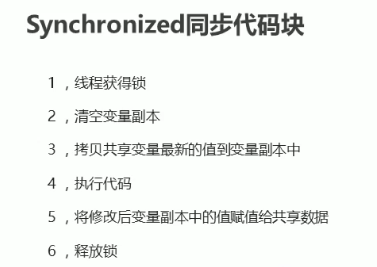 Synchronized同步代码块
1 ，线程获得锁
2 ，清空变量副本
3 ，拷贝共享变量最新的值到变量副本中
4 ，执行代码
5 ，将修改后变量副本中的值赋值给共享数据
6 ，释放锁